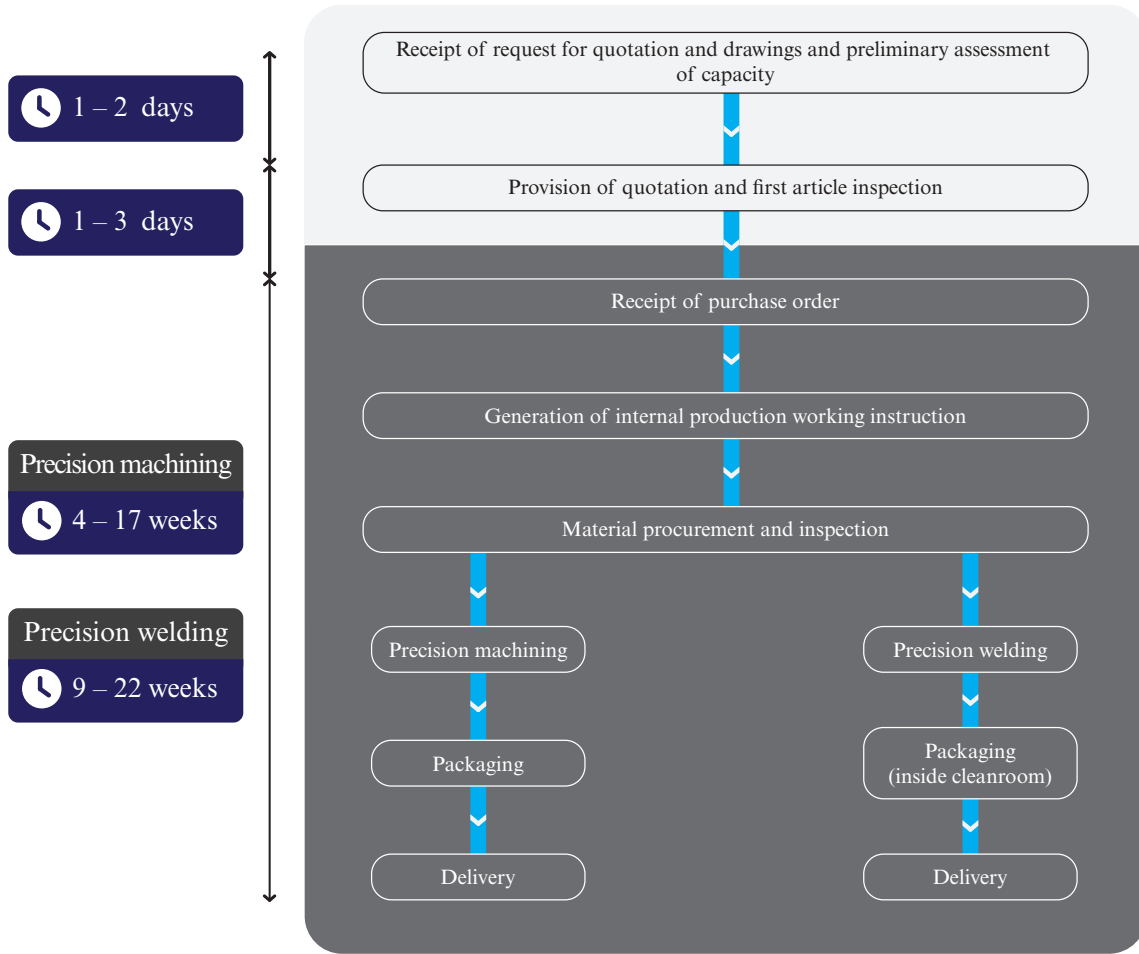 Receipt of request for quotation and drawings and preliminary assessment
of capacity
1 – 2 days
Provision of quotation and first article inspection
1 – 3 days
Receipt of purchase order
Generation of internal production working instruction
Precision machining
4 – 17 weeks
Material procurement and inspection
Precision welding
9 – 22 weeks
Precision machining
Precision welding
Packaging
Packaging
(inside cleanroom)
Delivery
Delivery